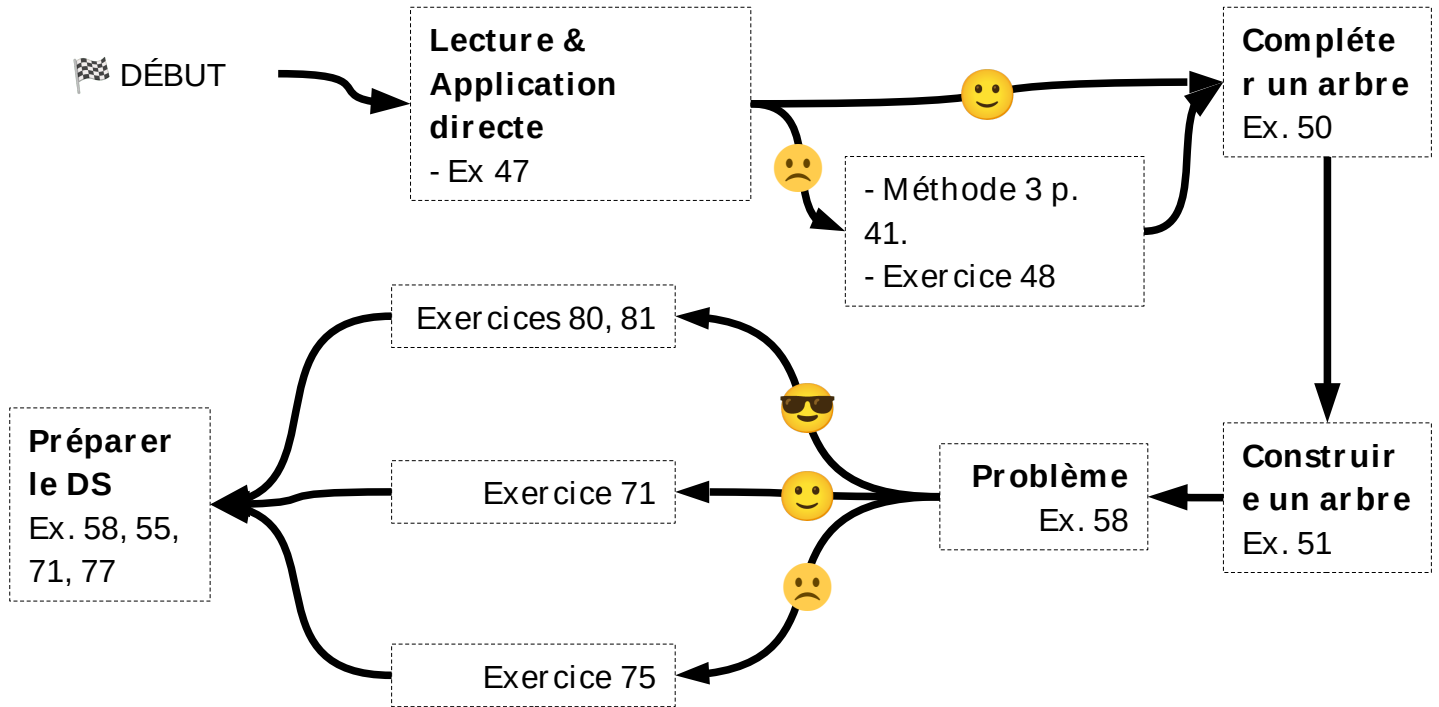 🏁 DÉBUT
Lecture &
Application
directe
- Ex 47
Compléte
r un arbre
Ex. 50
- Méthode 3 p.
41.
- Exercice 48
Construir
e un arbre
Ex. 51
Problème
Ex. 58
Exercices 80, 81
Exercice 71
Exercice 75
Préparer
le DS
Ex. 58, 55,
71, 77